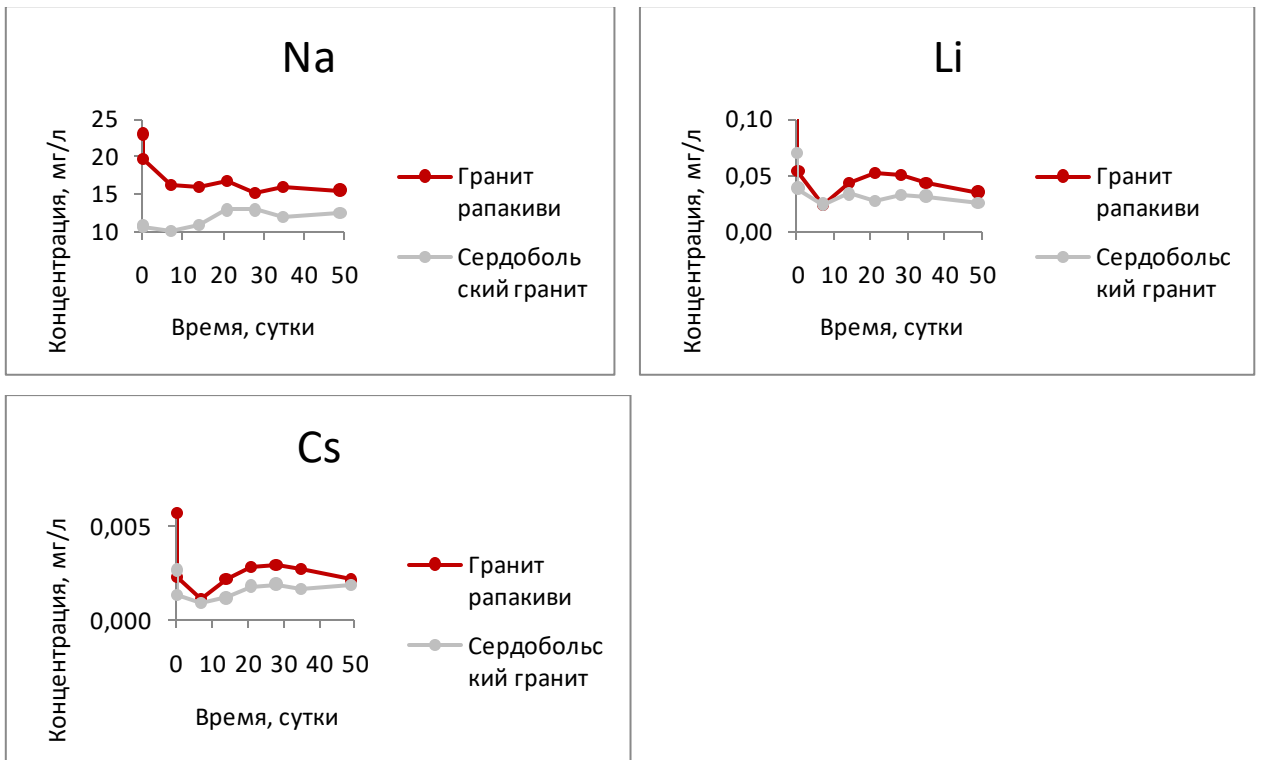 Na
Концентрация, мг/л
25
20
15
10
0 10 20 30 40 50
Время, сутки
Гранит
рапакиви
Сердоболь
ский гранит
Li
Концентрация, мг/л
0,10
0,05
0,00
0 10 20 30 40 50
Время, сутки
Гранит
рапакиви
Сердобольс
кий гранит
Cs
Концентрация, мг/л
0,005
0,000
0 10 20 30 40 50
Время, сутки
Гранит
рапакиви
Сердобольс
кий гранит